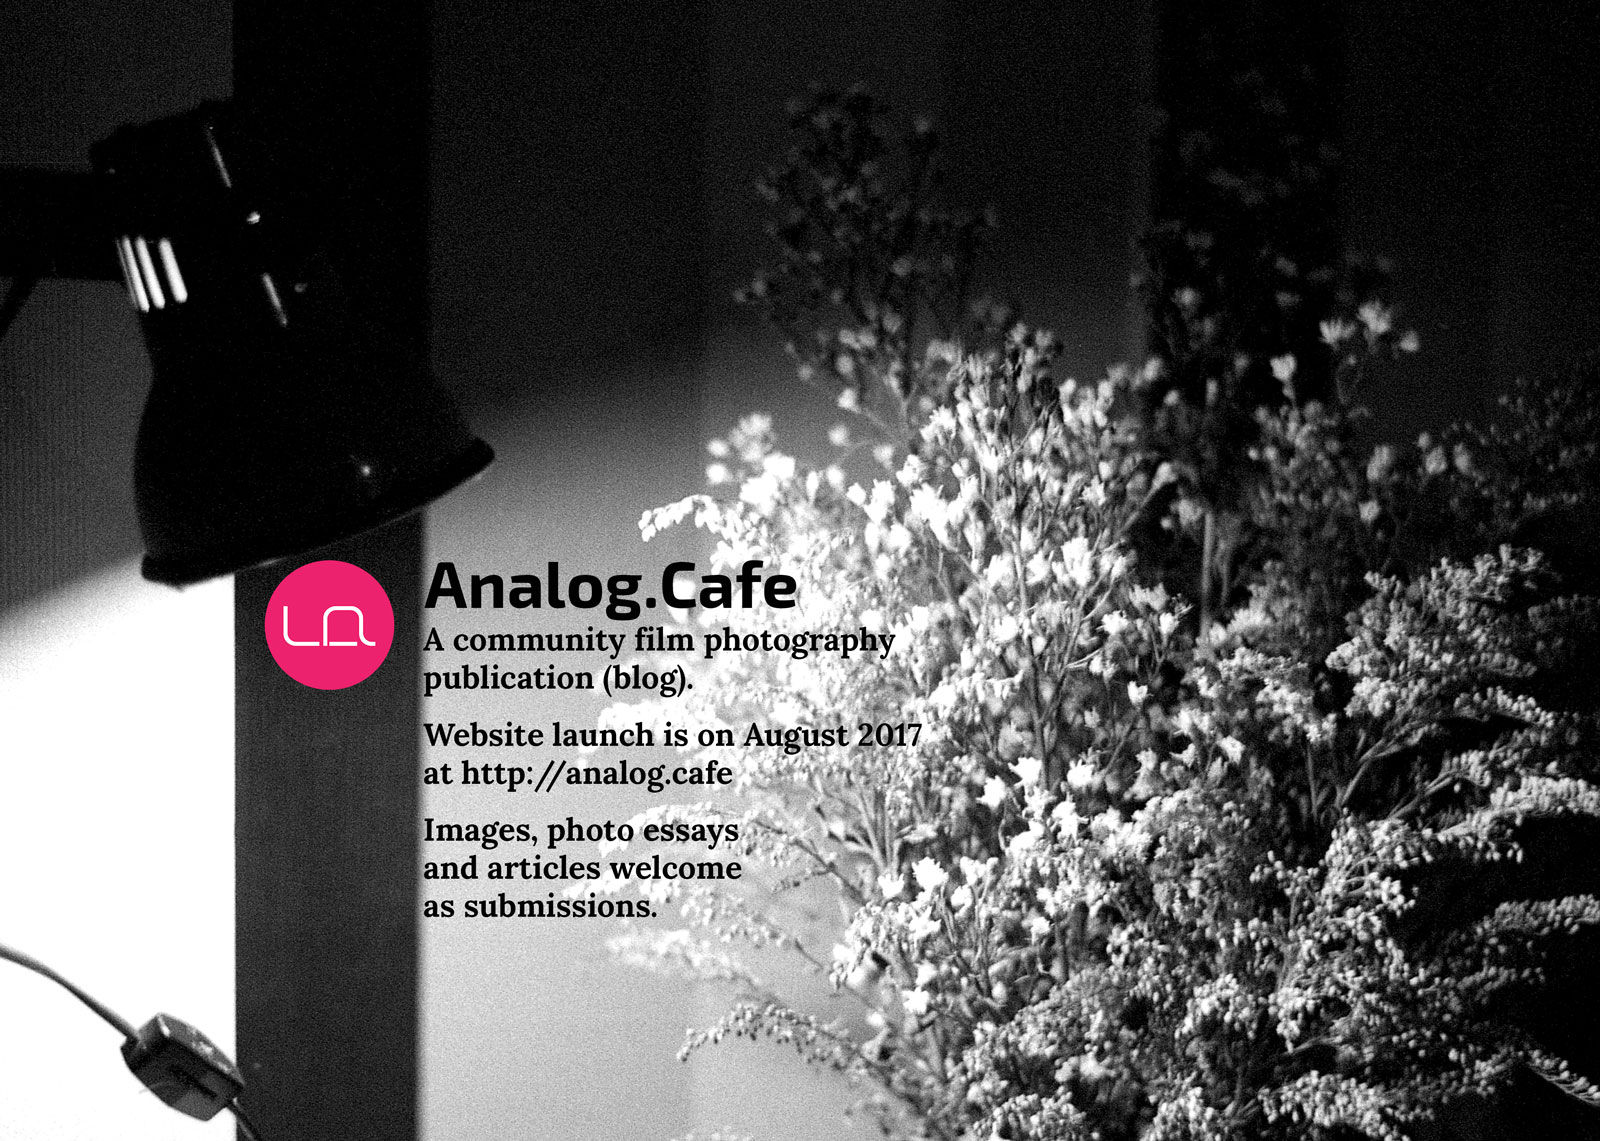 Analog.Cafe
A community film photography
publication (blog).
Website launch is on August 2017
at http://analog.cafe
Images, photo essays
and articles welcome
as submissions.